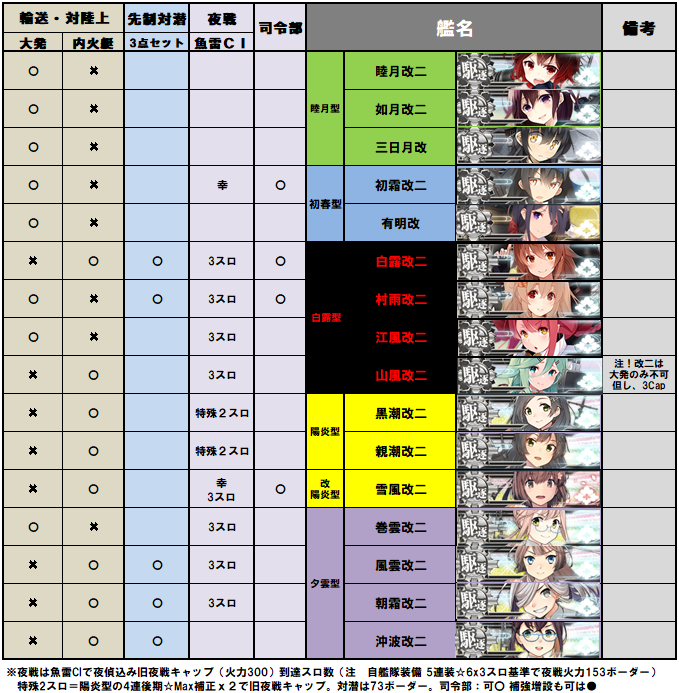 輸送・対陸上 先制対潜 夜戦 司令部 艦名 備考
大発 内火艇 3点セット 魚雷CI
○ ✖ 睦月型 睦月改二 駆逐
○ ✖ 如月改二 駆逐
○ ✖ 三日月改 駆逐
○ ✖ 幸 ○ 初春型 初霜改二 駆逐
○ ✖ 有明改 駆逐
✖ ○ ○ 3スロ ○ 白露型 白露改二 駆逐
○ ✖ ○ 3スロ ○ 村雨改二 駆逐
○ ✖ 3スロ 江風改二 駆逐
✖ ○ 3スロ 山風改二 駆逐 注！改二は
大発のみ不可
但し、3Cap
✖ ○ 特殊２スロ 陽炎型 黒潮改二 駆逐
✖ ○ 特殊２スロ 親潮改二 駆逐
✖ ○ 幸
3スロ ○ 改
陽炎型 雪風改二 駆逐
○ ✖ 3スロ 夕雲型 巻雲改二 駆逐
✖ ○ ○ 3スロ 風雲改二 駆逐
✖ ○ ○ 3スロ 朝霜改二 駆逐
✖ ○ ○ 沖波改二 駆逐
※夜戦は魚雷CIで夜偵込み旧夜戦キャップ（火力300）到達スロ数（注　自艦隊装備 5連装☆6x3スロ基準で夜戦火力153ボーダー）
特殊2スロ＝陽炎型の4連後期☆Max補正ｘ２で旧夜戦キャップ。対潜は73ボーダー。司令部：可○ 補強増設も可は●